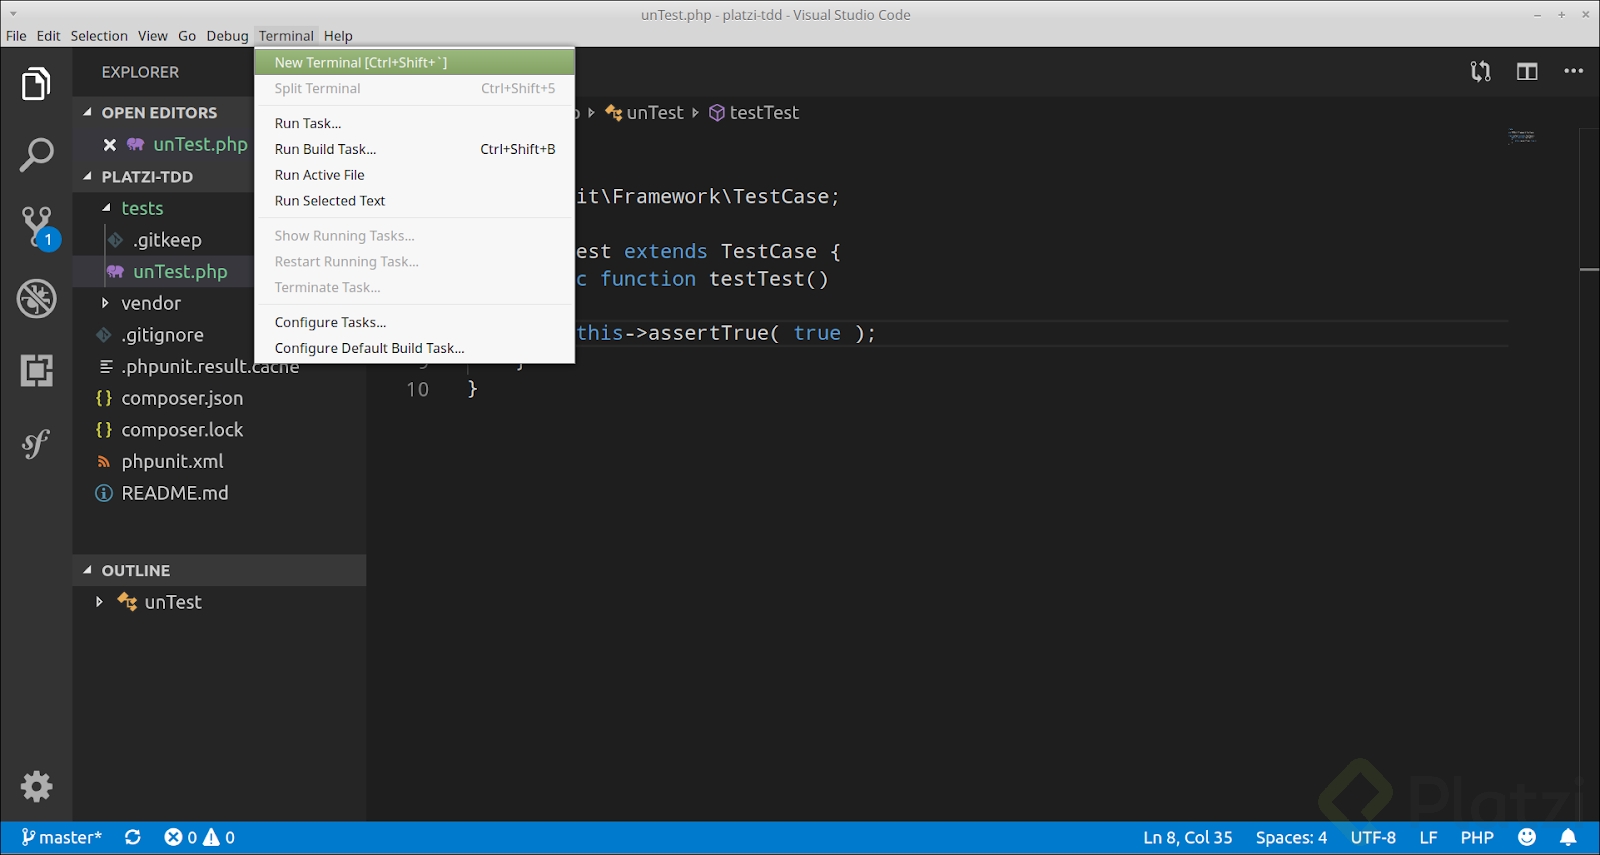 unTest.php - platzi-tdd - Visual Studio Code
File Edit Selection View Go Debug Terminal Help
EXPLORER
OPEN EDITORS
unTest.php
PLATZI-TDD
tests
.gitkeep
unTest.php
vendor
.gitignore
.phpunit.result.cache
composer.json
composer.lock
phpunit.xml
README.md
OUTLINE
unTest
New Terminal [Ctrl+Shift+`]
Split Terminal Ctrl+Shift+5
Run Task...
Run Build Task... Ctrl+Shift+B
Run Active File
Run Selected Text
Show Running Tasks...
Restart Running Task...
Terminate Task...
Configure Tasks...
Configure Default Build Task...
unTest testTest
it\Framework\TestCase;
est extends TestCase {
c function testTest()
this->assertTrue( true );
9 }
10 }
Platzi
master* 0 0 Ln 8, Col 35 Spaces: 4 UTF-8 LF PHP
1